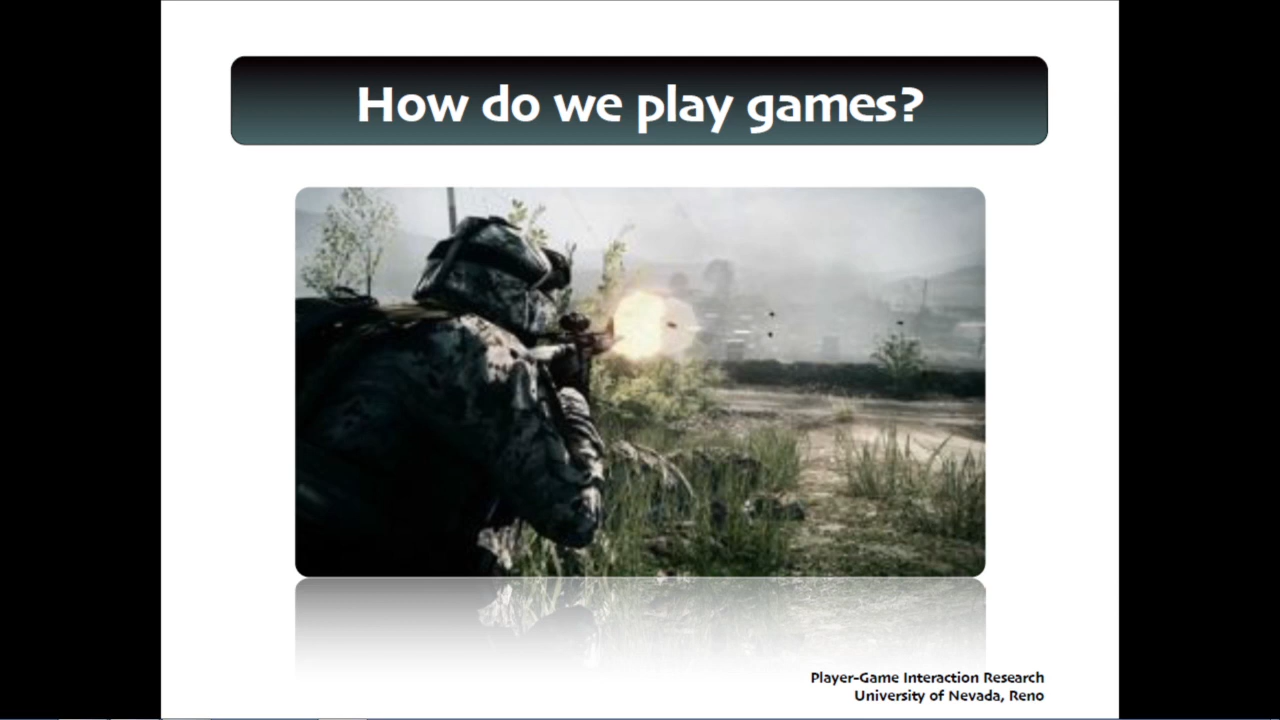 How do we play games?
Player-Game Interaction Research
University of Nevada, Reno